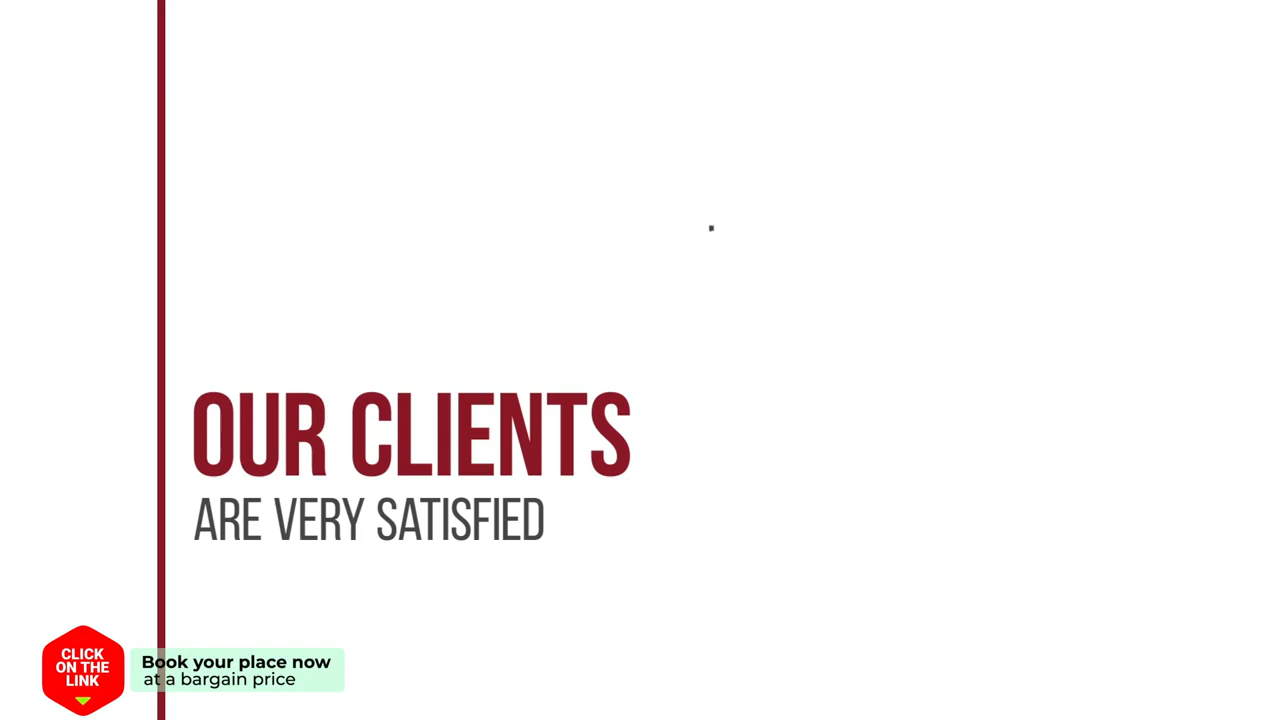 OUR CLIENTS
ARE VERY SATISFIED
CLICK
ON THE
LINK
Book your place now
at a bargain price